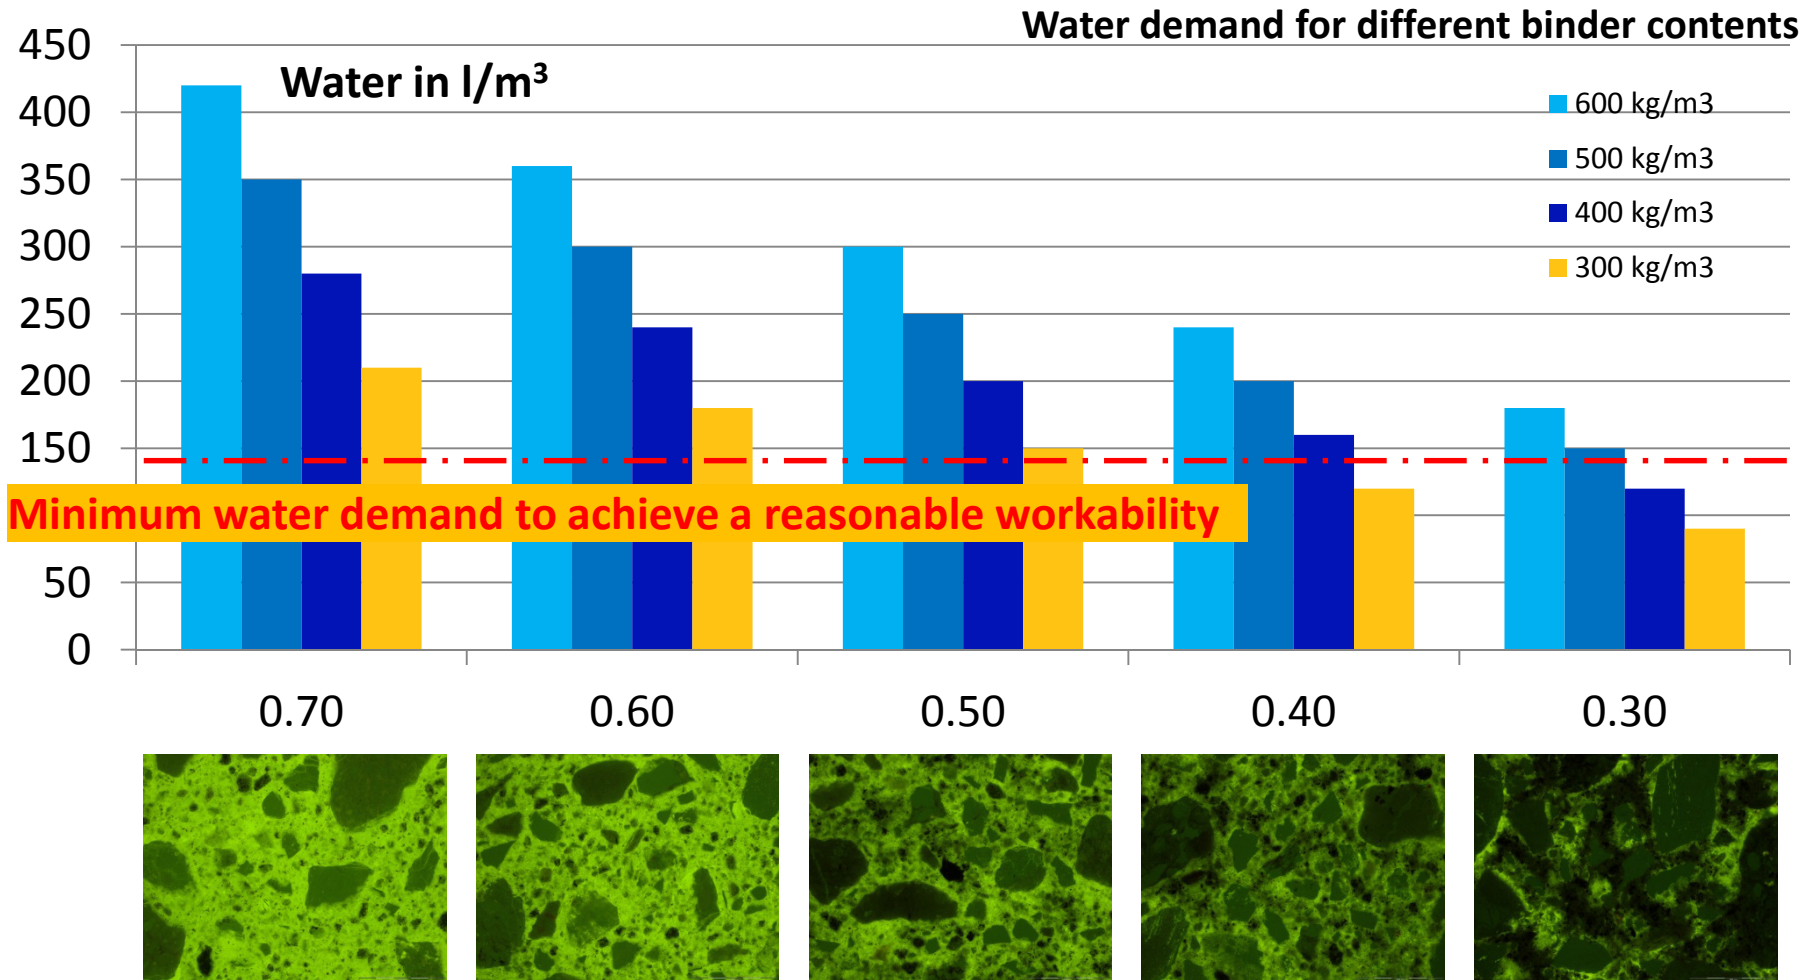 Water demand for different binder contents
450
Water in l/m³
400
350
300
250
200
150
50
0
600 kg/m3
500 kg/m3
400 kg/m3
300 kg/m3
Minimum water demand to achieve a reasonable workability
0.70 0.60 0.50 0.40 0.30